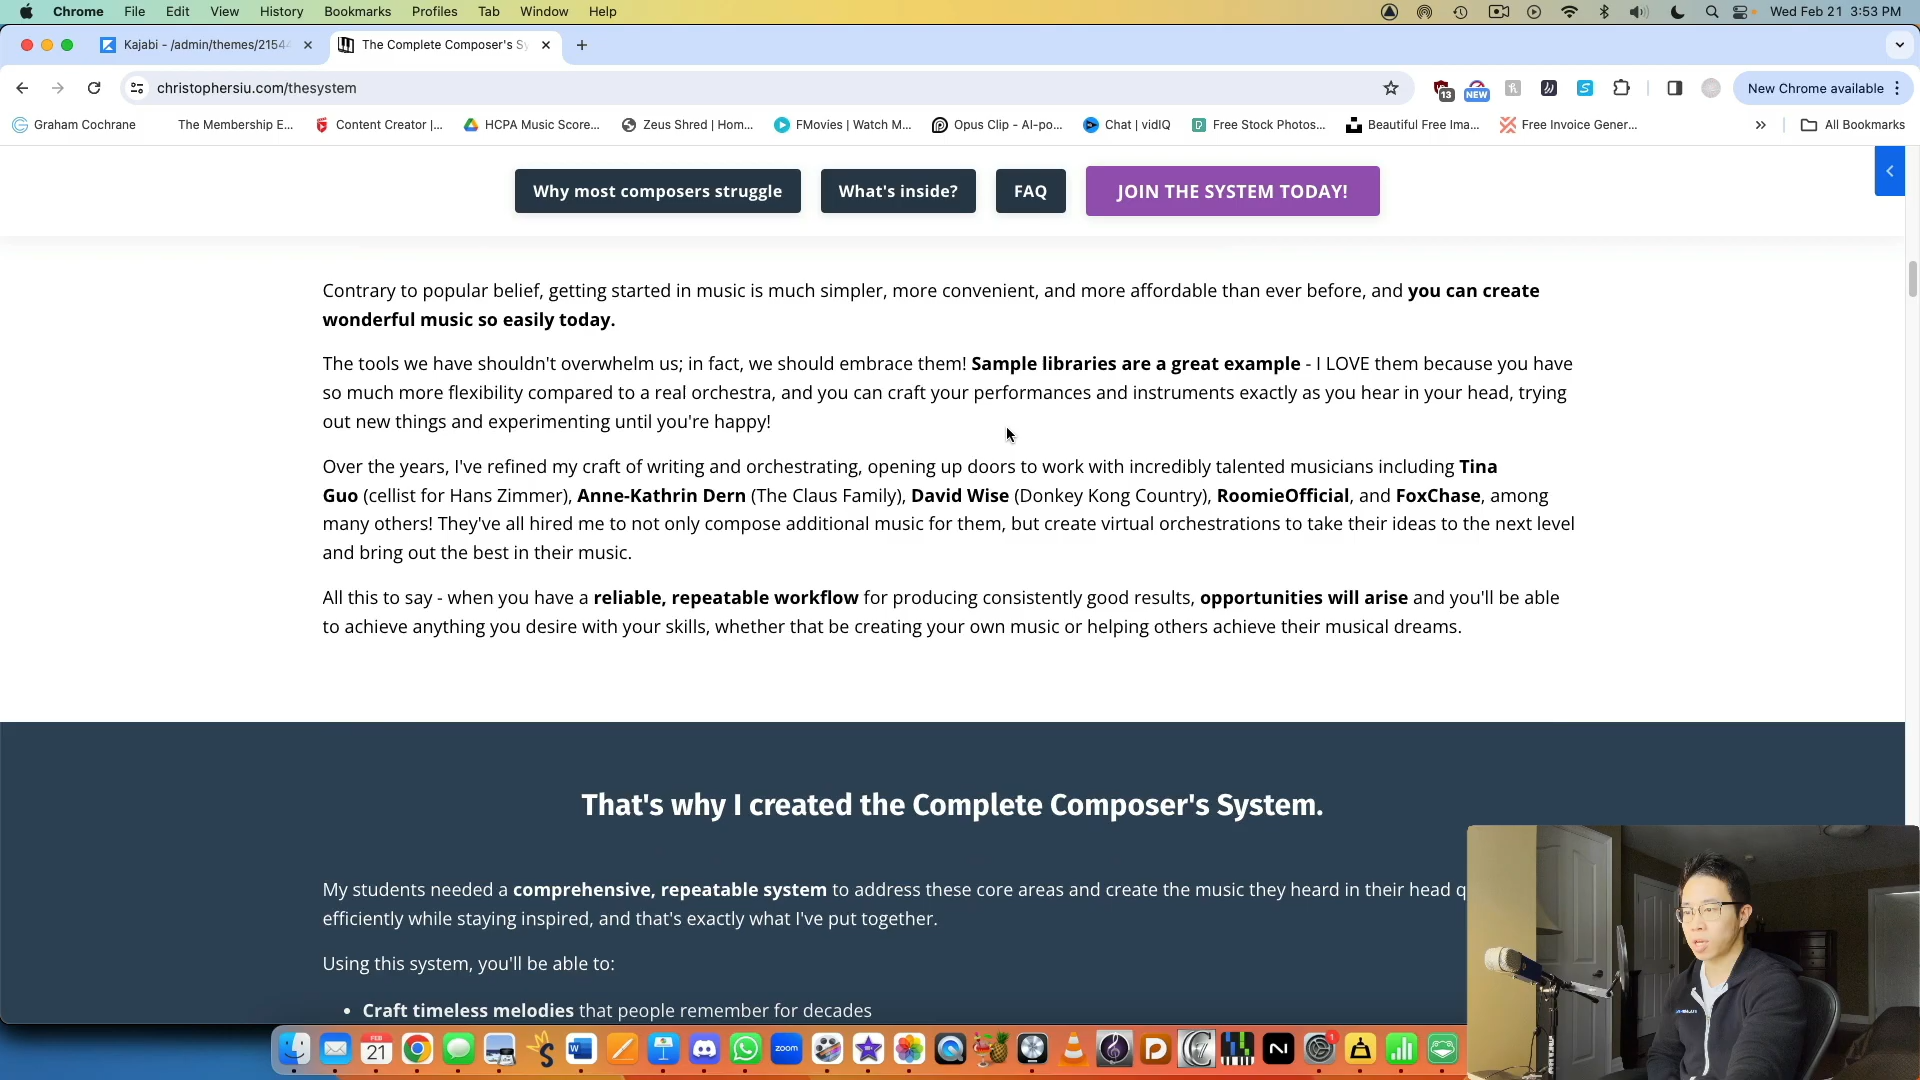 Chrome File Edit View History Bookmarks Profiles Tab Window Help Wed Feb 21 3:53 PM
Kajabi - /admin/themes/2154 The Complete Composer's Sy
christophersiu.com/thesystem 13 NEW New Chrome available
Graham Cochrane The Membership E... Content Creator |... HCPA Music Score... Zeus Shred | Hom... FMovies | Watch M... Opus Clip - AI-po... Chat | vidIQ Free Stock Photos... Beautiful Free Ima... Free Invoice Gener... » All Bookmarks
Why most composers struggle What's inside? FAQ JOIN THE SYSTEM TODAY!
Contrary to popular belief, getting started in music is much simpler, more convenient, and more affordable than ever before, and you can create
wonderful music so easily today.
The tools we have shouldn't overwhelm us; in fact, we should embrace them! Sample libraries are a great example - I LOVE them because you have
so much more flexibility compared to a real orchestra, and you can craft your performances and instruments exactly as you hear in your head, trying
out new things and experimenting until you're happy!
Over the years, I've refined my craft of writing and orchestrating, opening up doors to work with incredibly talented musicians including Tina
Guo (cellist for Hans Zimmer), Anne-Kathrin Dern (The Claus Family), David Wise (Donkey Kong Country), RoomieOfficial, and FoxChase, among
many others! They've all hired me to not only compose additional music for them, but create virtual orchestrations to take their ideas to the next level
and bring out the best in their music.
All this to say - when you have a reliable, repeatable workflow for producing consistently good results, opportunities will arise and you'll be able
to achieve anything you desire with your skills, whether that be creating your own music or helping others achieve their musical dreams.
That's why I created the Complete Composer's System.
My students needed a comprehensive, repeatable system to address these core areas and create the music they heard in their head q
efficiently while staying inspired, and that's exactly what I've put together.
Using this system, you'll be able to:
• Craft timeless melodies that people remember for decades
FEB
21 W zoom 1